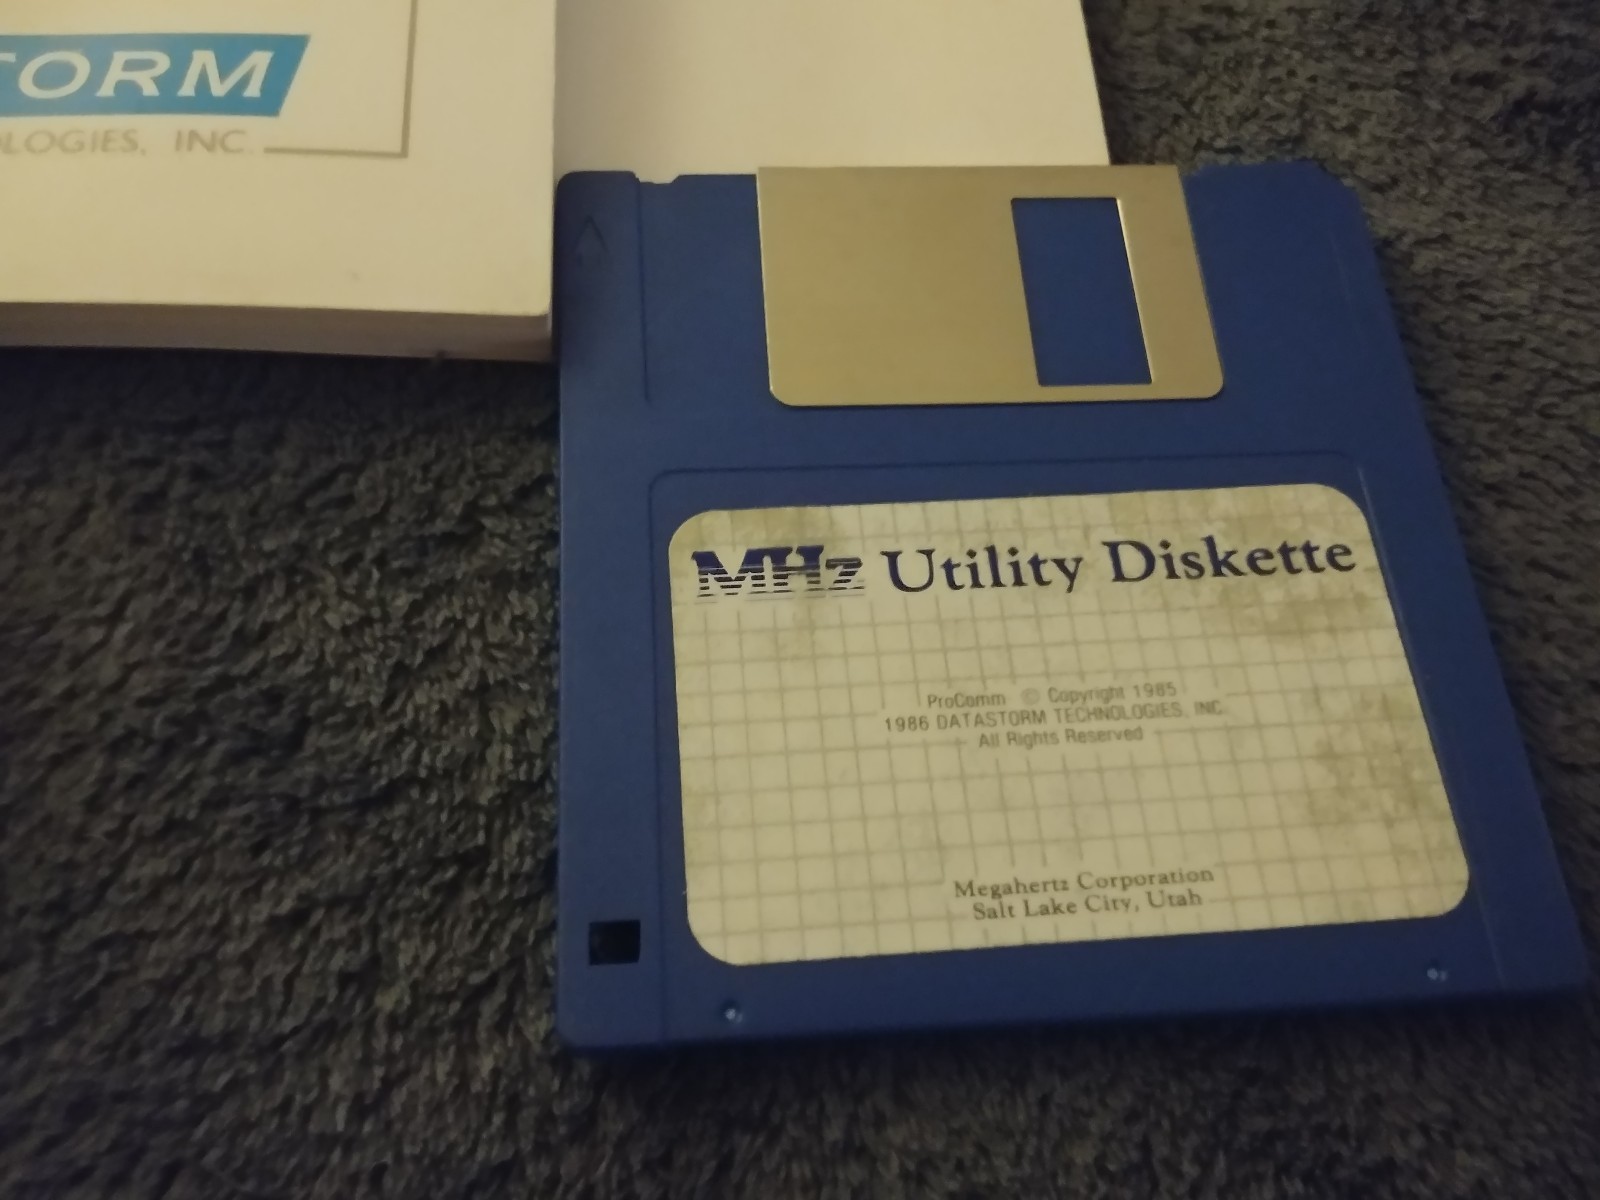 TORM
OLOGIES, INC.
MHz Utility Diskette
ProComm © Copyright 1985
1986 DATASTORM TECHNOLOGIES, INC.
All Rights Reserved
Megahertz Corporation
Salt Lake City, Utah